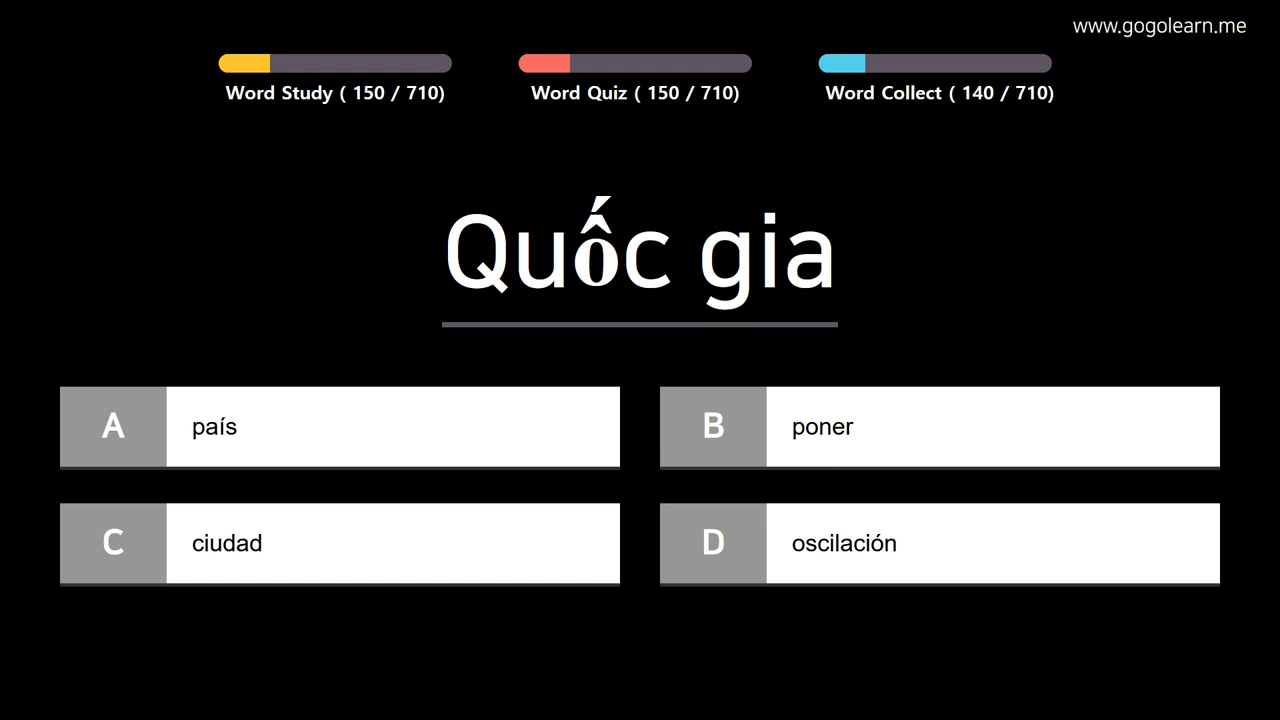 www.gogolearn.me
Word Study ( 150 / 710)
Word Quiz ( 150 / 710)
Word Collect ( 140 / 710)
Quốc gia
A
país
B
poner
C
ciudad
D
oscilación